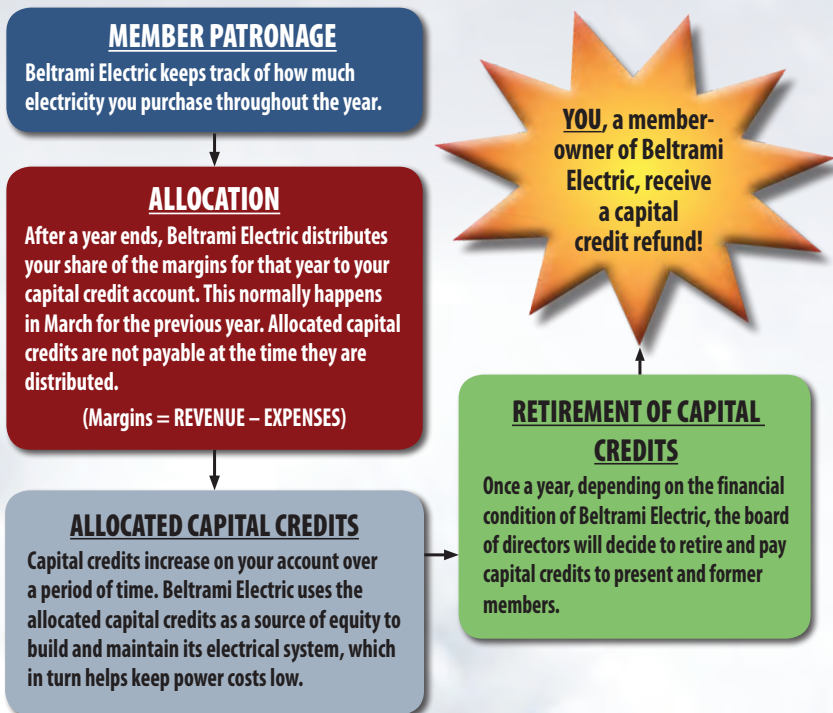 MEMBER PATRONAGE
Beltrami Electric keeps track of how much
electricity you purchase throughout the year.
ALLOCATION
After a year ends, Beltrami Electric distributes
your share of the margins for that year to your
capital credit account. This normally happens
in March for the previous year. Allocated capital
credits are not payable at the time they are
distributed.
(Margins = REVENUE – EXPENSES)
ALLOCATED CAPITAL CREDITS
Capital credits increase on your account over
a period of time. Beltrami Electric uses the
allocated capital credits as a source of equity to
build and maintain its electrical system, which
in turn helps keep power costs low.
RETIREMENT OF CAPITAL
CREDITS
Once a year, depending on the financial
condition of Beltrami Electric, the board
of directors will decide to retire and pay
capital credits to present and former
members.
YOU, a member-
owner of Beltrami
Electric, receive
a capital
credit refund!